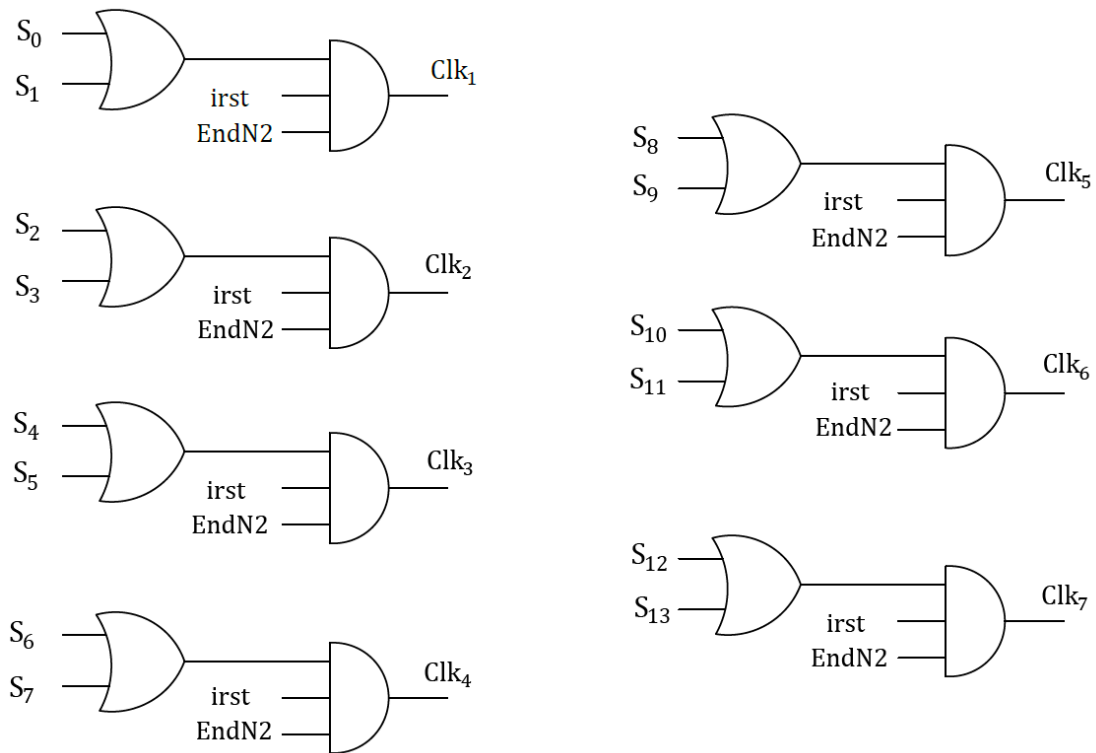 S₀
S₁
irst
EndN2
Clk₁
S₂
S₃
irst
EndN2
Clk₂
S₄
S₅
irst
EndN2
Clk₃
S₆
S₇
irst
EndN2
Clk₄
S₈
S₉
irst
EndN2
Clk₅
S₁₀
S₁₁
irst
EndN2
Clk₆
S₁₂
S₁₃
irst
EndN2
Clk₇